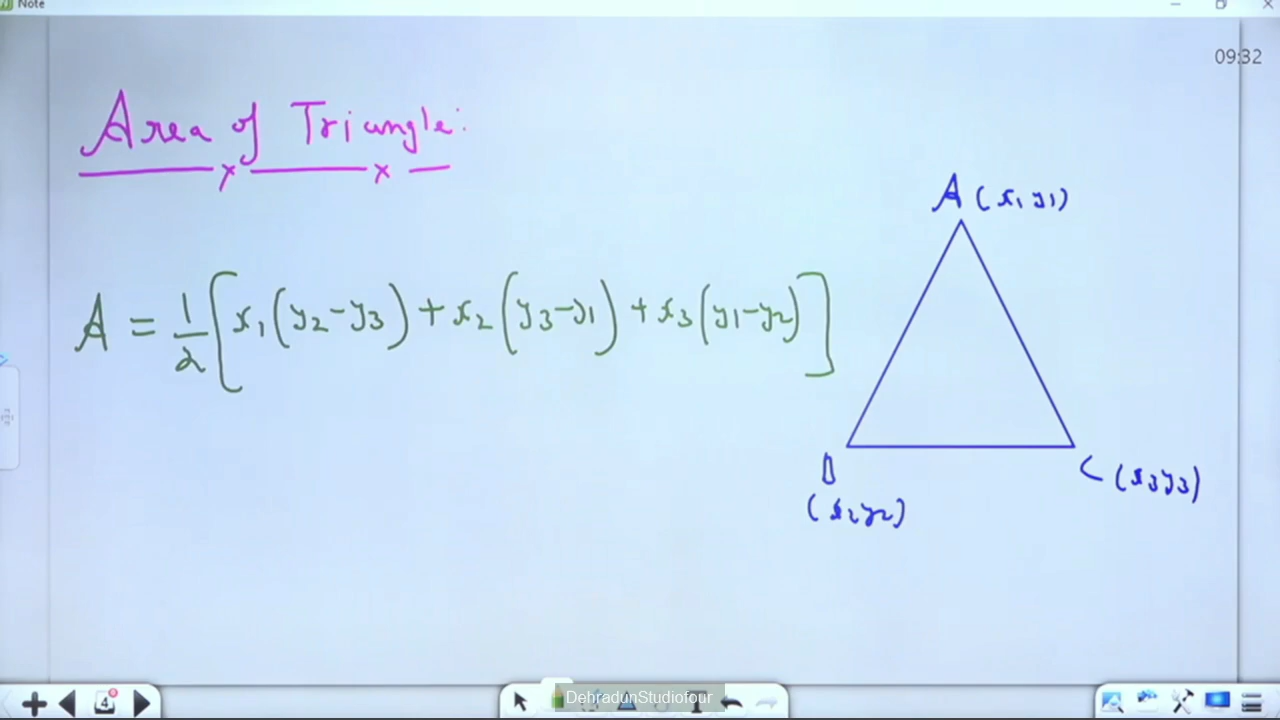 Note
09:32
Area of Triangle:
A (x₁ y₁)
A = 1/2 [x₁(y₂-y₃) + x₂(y₃-y₁) + x₃(y₁-y₂)]
B
C (x₃y₃)
(x₂y₂)
4
DehradunStudiofour